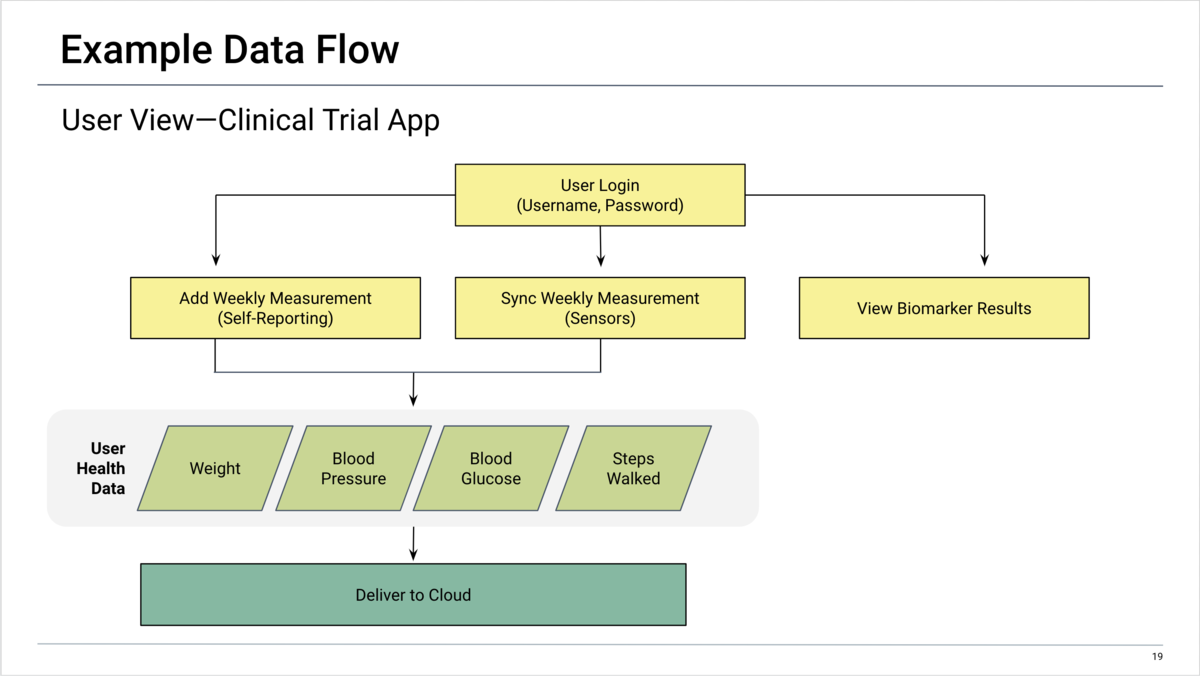 Example Data Flow
User View—Clinical Trial App
User Login
(Username, Password)
Add Weekly Measurement
(Self-Reporting)
Sync Weekly Measurement
(Sensors)
View Biomarker Results
User
Health
Data
Weight
Blood
Pressure
Blood
Glucose
Steps
Walked
Deliver to Cloud
19